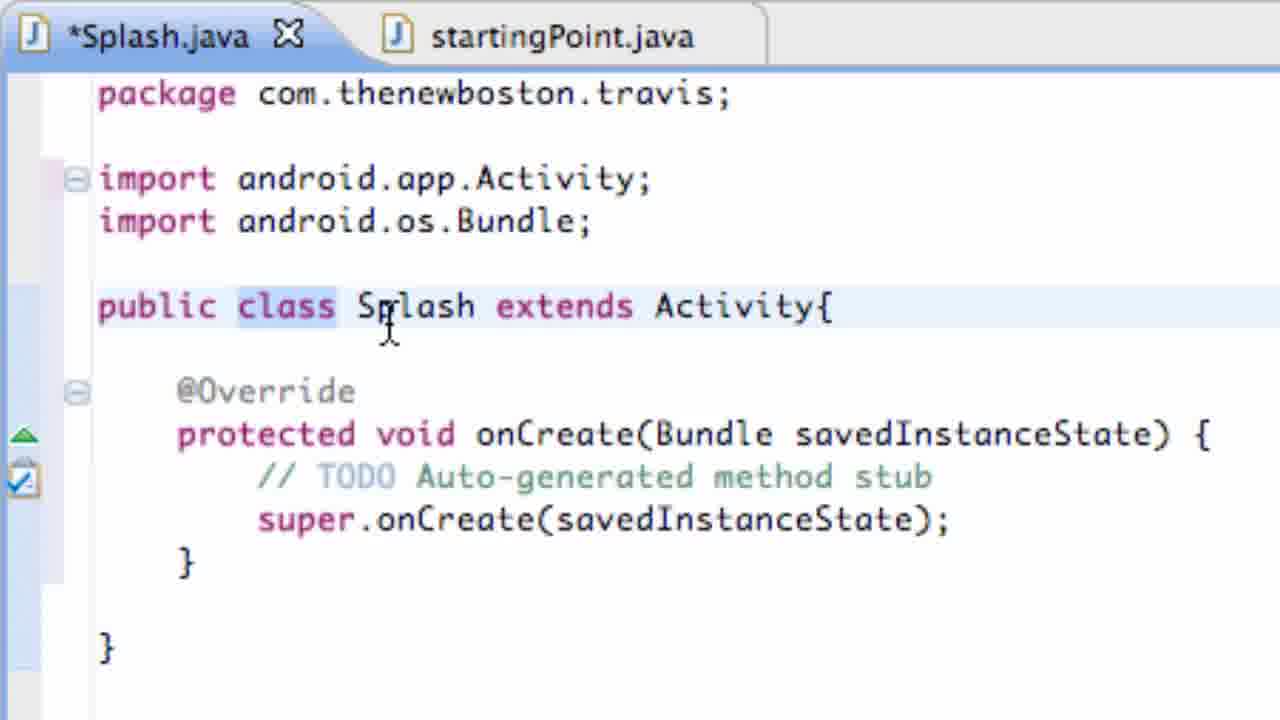 *Splash.java
startingPoint.java
package com.thenewboston.travis;
import android.app.Activity;
import android.os.Bundle;
public class Splash extends Activity{
@Override
protected void onCreate(Bundle savedInstanceState) {
// TODO Auto-generated method stub
super.onCreate(savedInstanceState);
}
}